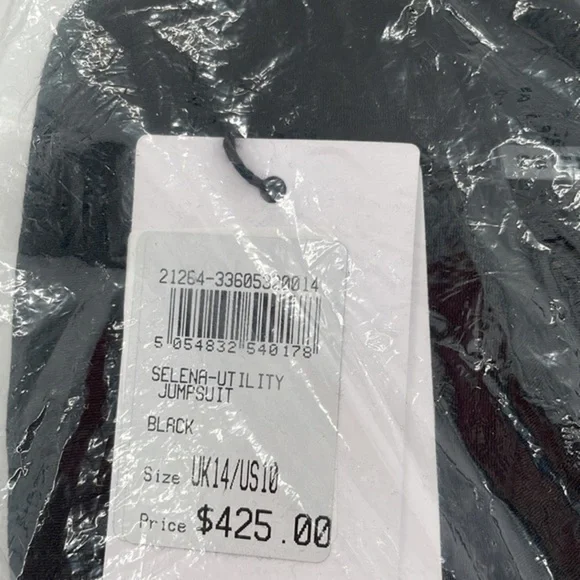 21264-33605320014
5 054832 540178
SELENA-UTILITY
JUMPSUIT
BLACK
Size UK14/US10
Price $425.00